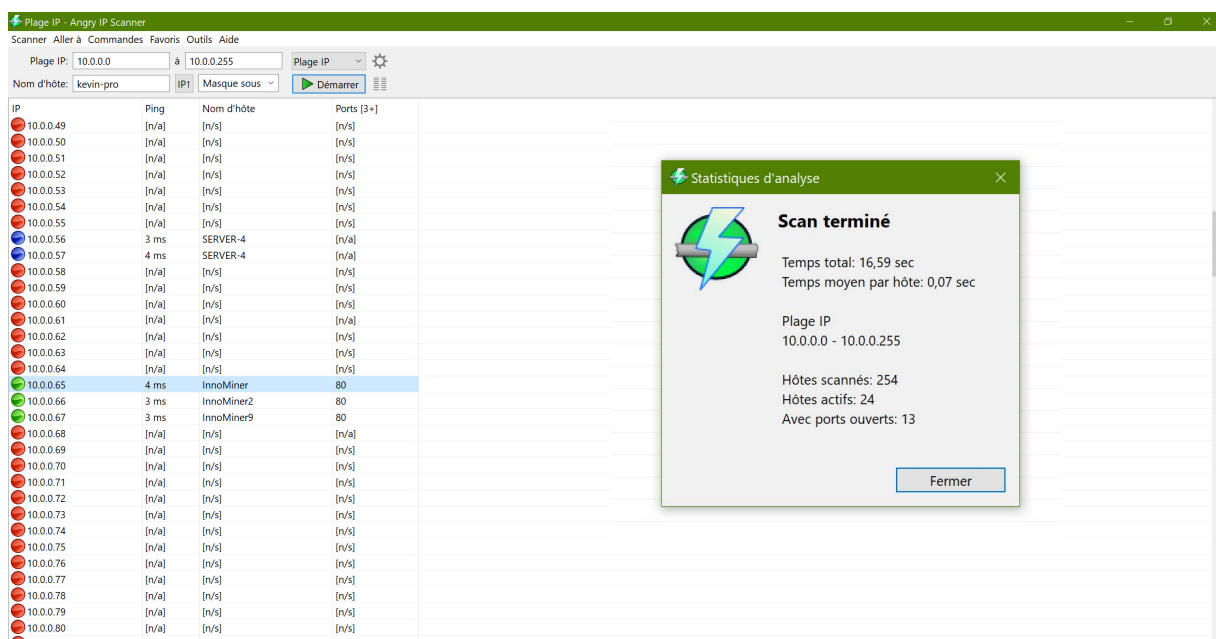 Plage IP - Angry IP Scanner
Scanner Aller à Commandes Favoris Outils Aide
Plage IP: 10.0.0.0 à 10.0.0.255 Plage IP
Nom d'hôte: kevin-pro IP↑ Masque sous Démarrer
IP Ping Nom d'hôte Ports [3+]
10.0.0.49 [n/a] [n/s] [n/s]
10.0.0.50 [n/a] [n/s] [n/s]
10.0.0.51 [n/a] [n/s] [n/s]
10.0.0.52 [n/a] [n/s] [n/s]
10.0.0.53 [n/a] [n/s] [n/s]
10.0.0.54 [n/a] [n/s] [n/s]
10.0.0.55 [n/a] [n/s] [n/s]
10.0.0.56 3 ms SERVER-4 [n/a]
10.0.0.57 4 ms SERVER-4 [n/a]
10.0.0.58 [n/a] [n/s] [n/s]
10.0.0.59 [n/a] [n/s] [n/s]
10.0.0.60 [n/a] [n/s] [n/s]
10.0.0.61 [n/a] [n/s] [n/a]
10.0.0.62 [n/a] [n/s] [n/s]
10.0.0.63 [n/a] [n/s] [n/s]
10.0.0.64 [n/a] [n/s] [n/s]
10.0.0.65 4 ms InnoMiner 80
10.0.0.66 3 ms InnoMiner2 80
10.0.0.67 3 ms InnoMiner9 80
10.0.0.68 [n/a] [n/s] [n/a]
10.0.0.69 [n/a] [n/s] [n/s]
10.0.0.70 [n/a] [n/s] [n/s]
10.0.0.71 [n/a] [n/s] [n/s]
10.0.0.72 [n/a] [n/s] [n/s]
10.0.0.73 [n/a] [n/s] [n/s]
10.0.0.74 [n/a] [n/s] [n/s]
10.0.0.75 [n/a] [n/s] [n/s]
10.0.0.76 [n/a] [n/s] [n/s]
10.0.0.77 [n/a] [n/s] [n/s]
10.0.0.78 [n/a] [n/s] [n/s]
10.0.0.79 [n/a] [n/s] [n/s]
10.0.0.80 [n/a] [n/s] [n/s]
Statistiques d'analyse
Scan terminé
Temps total: 16,59 sec
Temps moyen par hôte: 0,07 sec
Plage IP
10.0.0.0 - 10.0.0.255
Hôtes scannés: 254
Hôtes actifs: 24
Avec ports ouverts: 13
Fermer